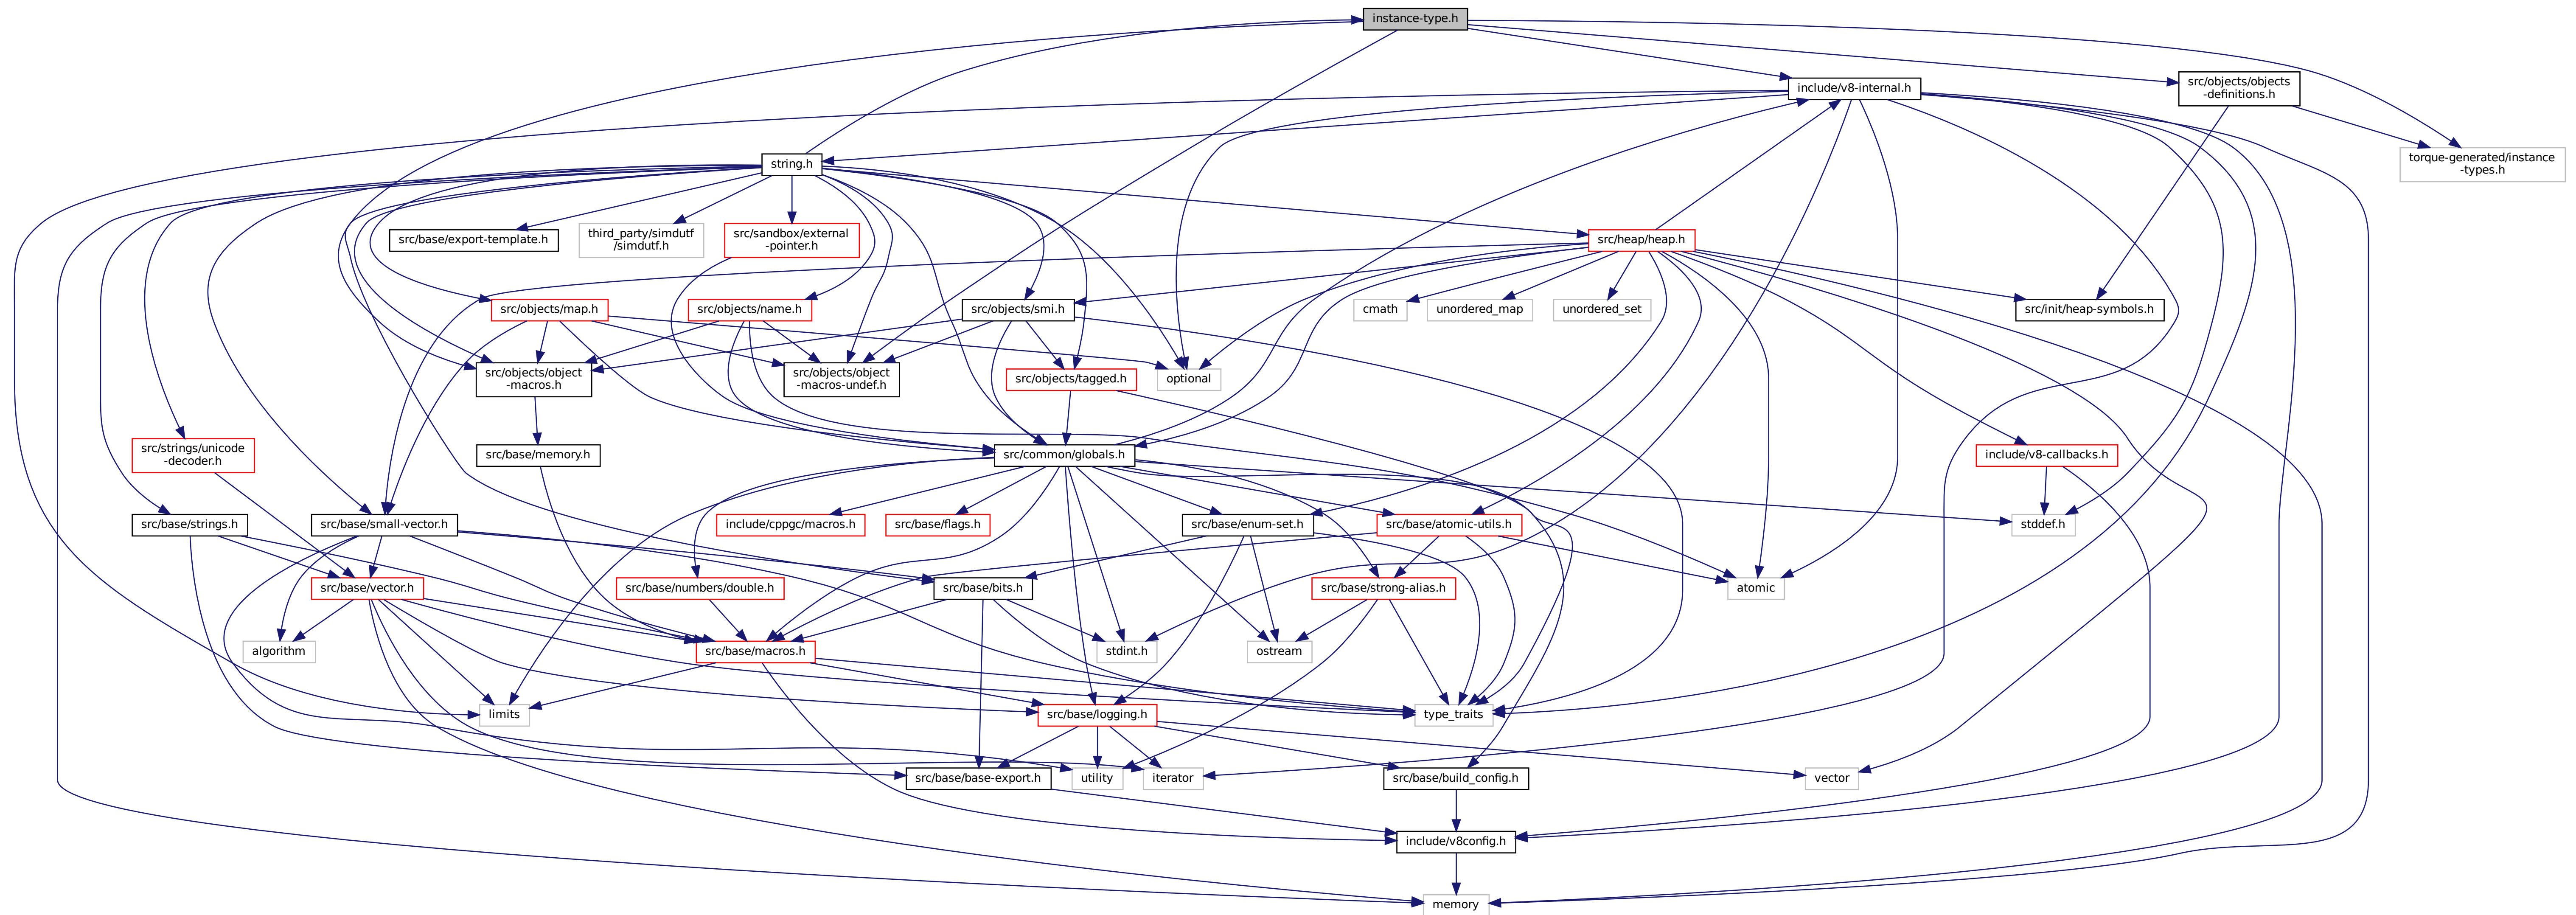 instance-type.h
include/v8-internal.h
src/objects/objects
-definitions.h
string.h
torque-generated/instance
-types.h
src/base/export-template.h
third_party/simdutf
/simdutf.h
src/sandbox/external
-pointer.h
src/heap/heap.h
src/objects/map.h
src/objects/name.h
src/objects/smi.h
cmath
unordered_map
unordered_set
src/init/heap-symbols.h
src/objects/object
-macros.h
src/objects/object
-macros-undef.h
src/objects/tagged.h
optional
src/strings/unicode
-decoder.h
src/base/memory.h
src/common/globals.h
include/v8-callbacks.h
src/base/strings.h
src/base/small-vector.h
include/cppgc/macros.h
src/base/flags.h
src/base/enum-set.h
src/base/atomic-utils.h
stddef.h
src/base/vector.h
src/base/numbers/double.h
src/base/bits.h
src/base/strong-alias.h
atomic
algorithm
src/base/macros.h
stdint.h
ostream
limits
src/base/logging.h
type_traits
src/base/base-export.h
utility
iterator
src/base/build_config.h
vector
include/v8config.h
memory